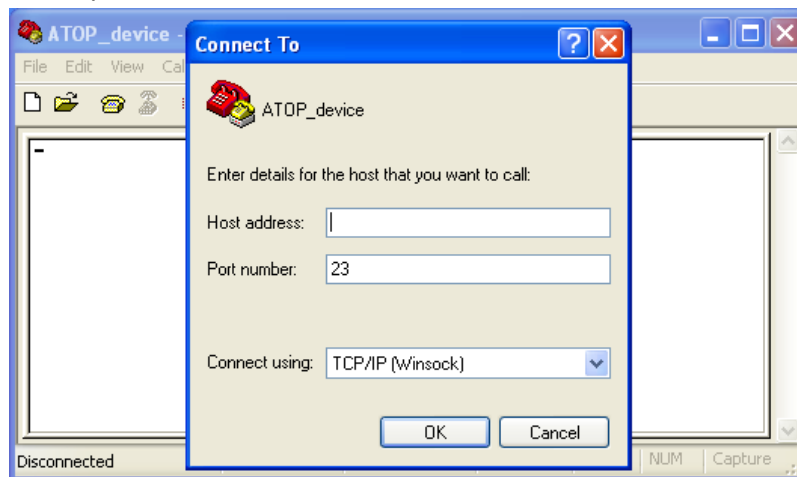 ATOP_device -
Connect To
File Edit View Cal
ATOP_device
Enter details for the host that you want to call:
Host address:
Port number: 23
Connect using: TCP/IP (Winsock)
OK Cancel
Disconnected NUM Capture